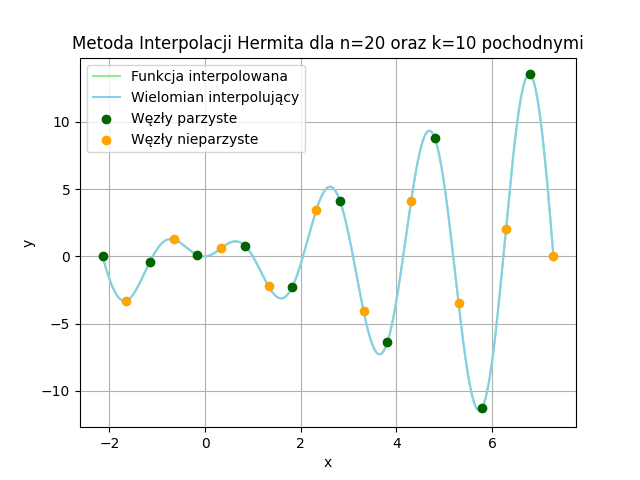 Metoda Interpolacji Hermita dla n=20 oraz k=10 pochodnymi
Funkcja interpolowana
Wielomian interpolujący
Węzły parzyste
Węzły nieparzyste
10
5
0
−5
−10
y
−2
0
2
4
6
x